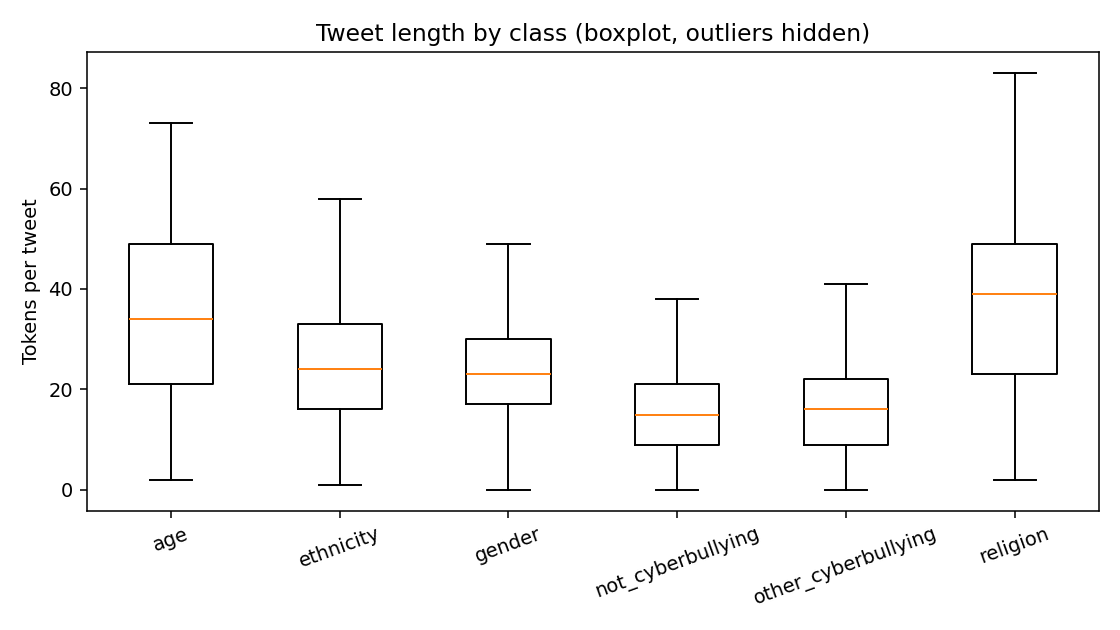 Tweet length by class (boxplot, outliers hidden)
Tokens per tweet
80
60
40
20
0
age
ethnicity
gender
not_cyberbullying
other_cyberbullying
religion